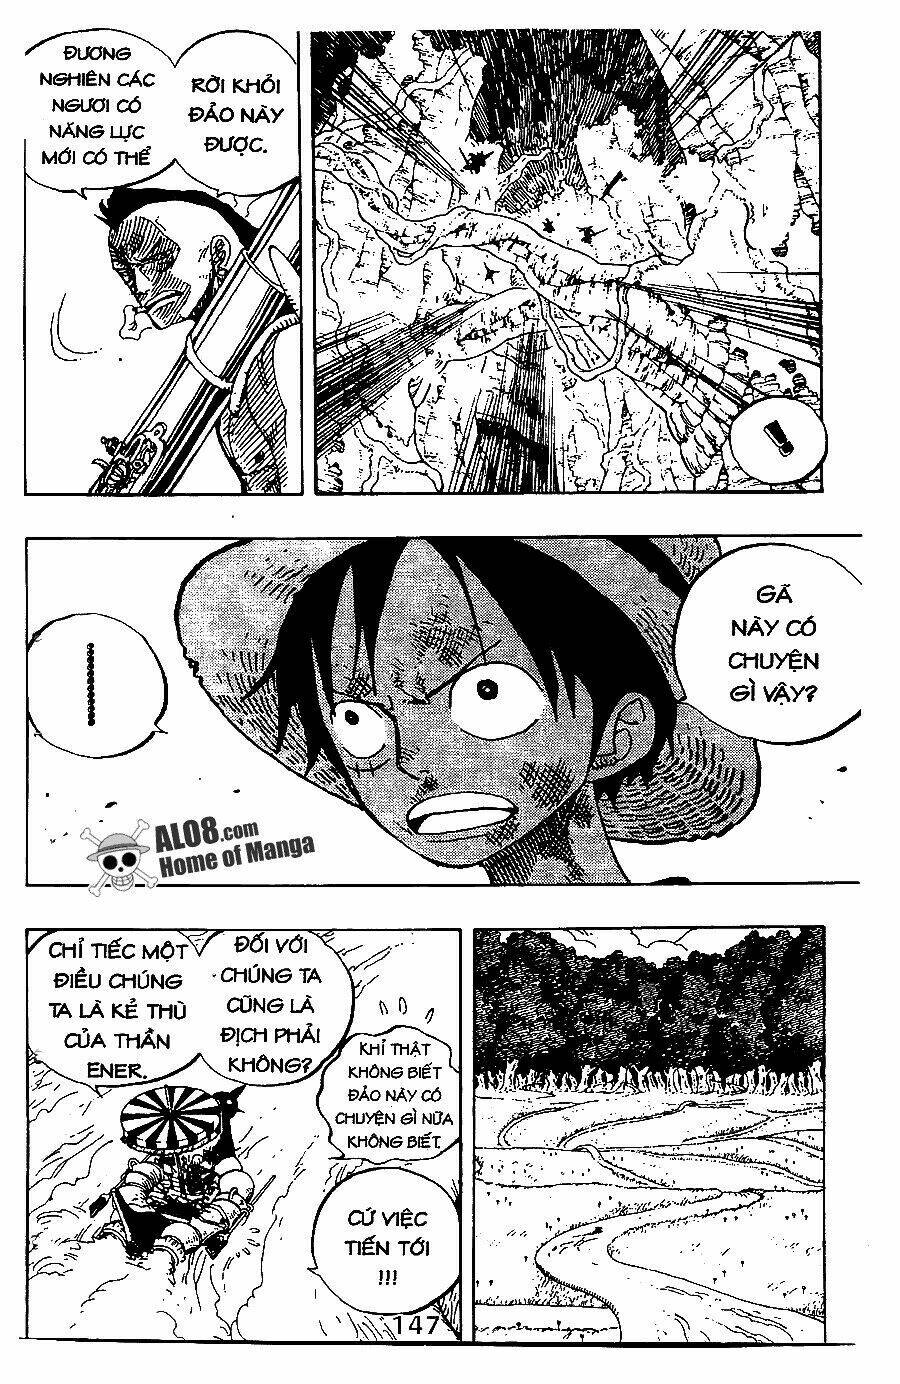 ĐƯƠNG
NGHIÊN CÁC
NGƯƠI CÓ
NĂNG LỰC
MỚI CÓ THỂ
RỜI KHỎI
ĐẢO NÀY
ĐƯỢC.
!
GÃ
NÀY CÓ
CHUYỆN
GÌ VẬY?
AL08.com
Home of Manga
CHỈ TIẾC MỘT
ĐIỀU CHÚNG
TA LÀ KẺ THÙ
CỦA THẦN
ENER.
ĐỐI VỚI
CHÚNG TA
CŨNG LÀ
ĐỊCH PHẢI
KHÔNG?
KHỈ THẬT
KHÔNG BIẾT
ĐẢO NÀY CÓ
CHUYỆN GÌ NỮA
KHÔNG BIẾT.
CỨ VIỆC
TIẾN TỚI
!!!
147